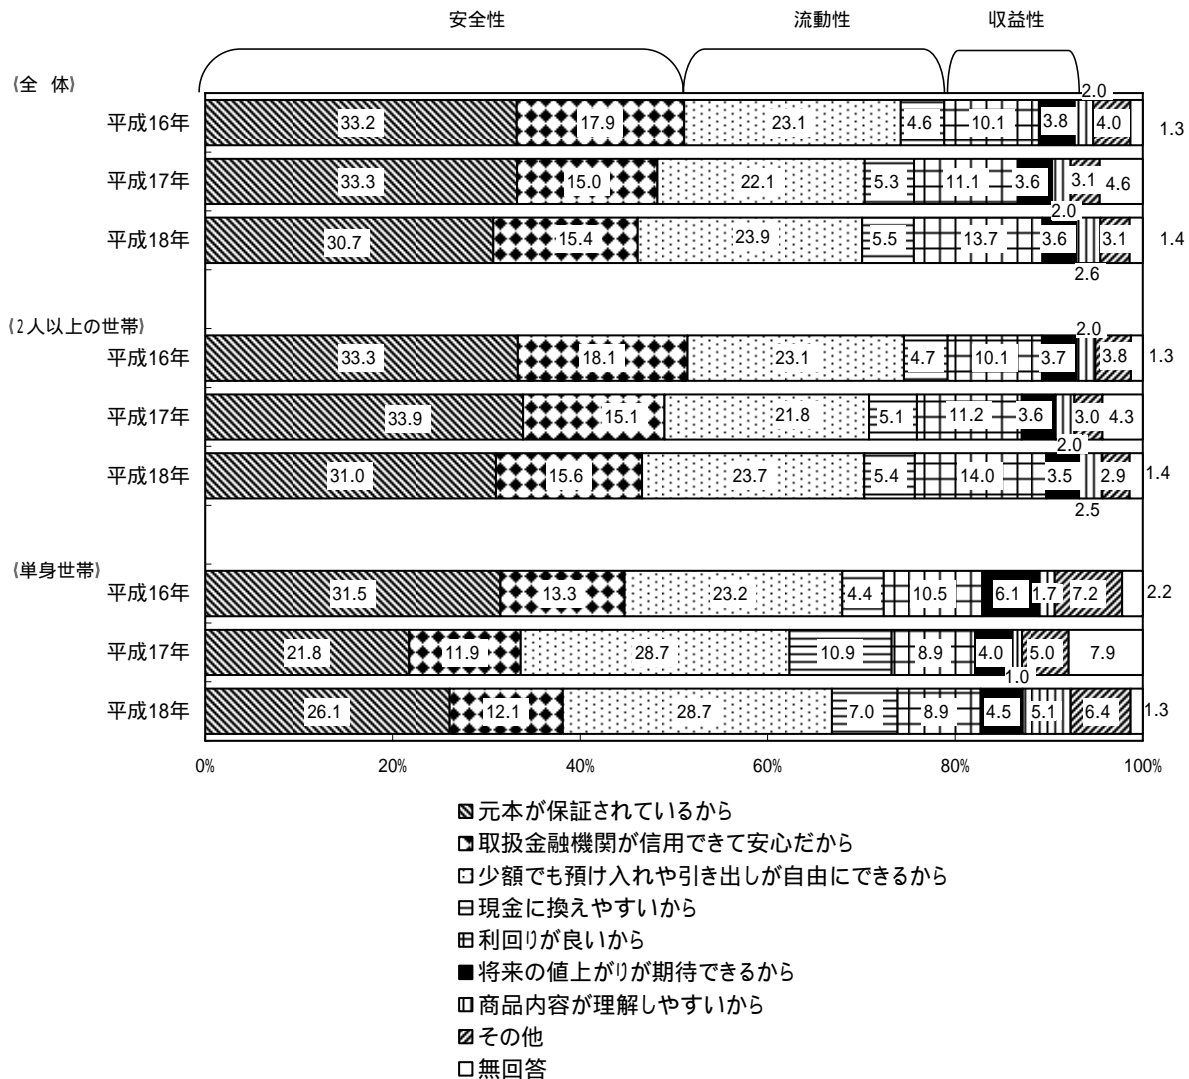 安全性 流動性 収益性
(全 体)
2.0
平成16年 33.2 17.9 23.1 4.6 10.1 3.8 4.0 1.3
平成17年 33.3 15.0 22.1 5.3 11.1 3.6 3.1 4.6
2.0
平成18年 30.7 15.4 23.9 5.5 13.7 3.6 3.1 1.4
2.6
(2人以上の世帯)
2.0
平成16年 33.3 18.1 23.1 4.7 10.1 3.7 3.8 1.3
平成17年 33.9 15.1 21.8 5.1 11.2 3.6 3.0 4.3
2.0
平成18年 31.0 15.6 23.7 5.4 14.0 3.5 2.9 1.4
2.5
(単身世帯)
平成16年 31.5 13.3 23.2 4.4 10.5 6.1 1.7 7.2 2.2
平成17年 21.8 11.9 28.7 10.9 8.9 4.0 5.0 7.9
1.0
平成18年 26.1 12.1 28.7 7.0 8.9 4.5 5.1 6.4 1.3
0% 20% 40% 60% 80% 100%
元本が保証されているから
取扱金融機関が信用できて安心だから
少額でも預け入れや引き出しが自由にできるから
現金に換えやすいから
利回りが良いから
将来の値上がりが期待できるから
商品内容が理解しやすいから
その他
無回答